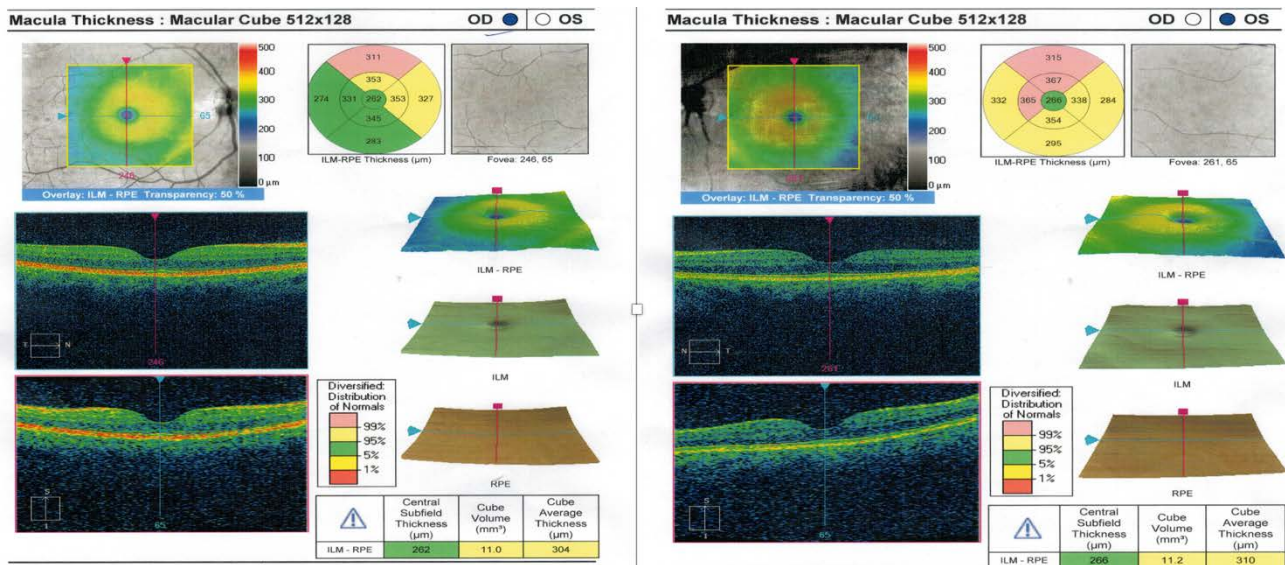 Macula Thickness : Macular Cube 512x128
OD
OS
500
400
300
200
100
0 µm
65
246
Overlay: ILM - RPE Transparency: 50 %
311
353
274
331
262
353
327
345
283
ILM-RPE Thickness (µm)
Fovea: 246, 65
ILM - RPE
T
N
246
ILM
S
I
65
Diversified:
Distribution
of Normals
99%
95%
5%
1%
RPE
Central
Subfield
Thickness
(µm)
Cube
Volume
(mm³)
Cube
Average
Thickness
(µm)
ILM - RPE
262
11.0
304
Macula Thickness : Macular Cube 512x128
OD
OS
500
400
300
200
100
0 µm
Overlay: ILM - RPE Transparency: 50 %
315
367
332
365
266
338
284
354
295
ILM-RPE Thickness (µm)
Fovea: 261, 65
ILM - RPE
N
T
261
ILM
S
I
65
Diversified:
Distribution
of Normals
99%
95%
5%
1%
RPE
Central
Subfield
Thickness
(µm)
Cube
Volume
(mm³)
Cube
Average
Thickness
(µm)
ILM - RPE
266
11.2
310